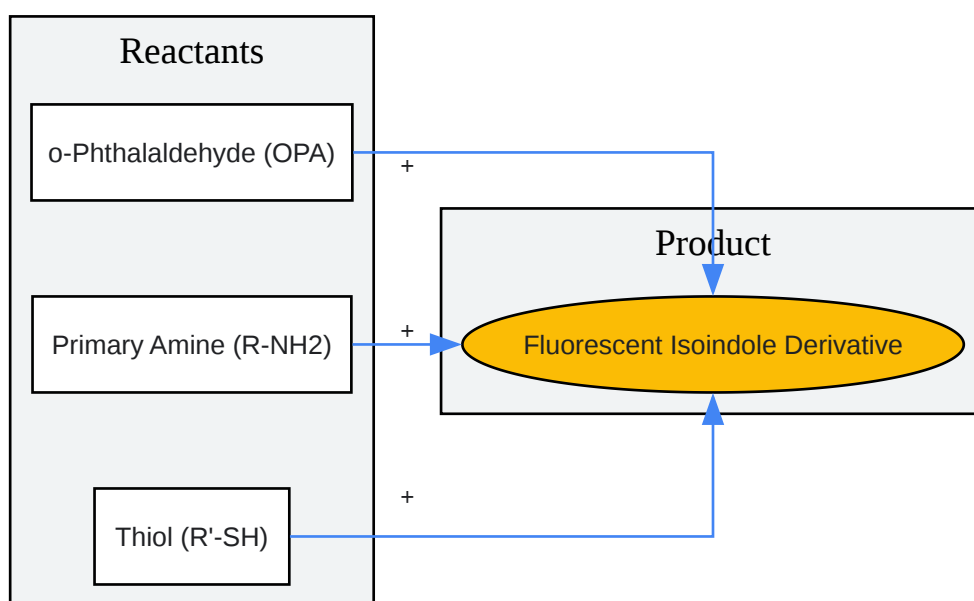 Reactants
o-Phthalaldehyde (OPA)
+
Product
Primary Amine (R-NH2)
+
Fluorescent Isoindole Derivative
+
Thiol (R'-SH)